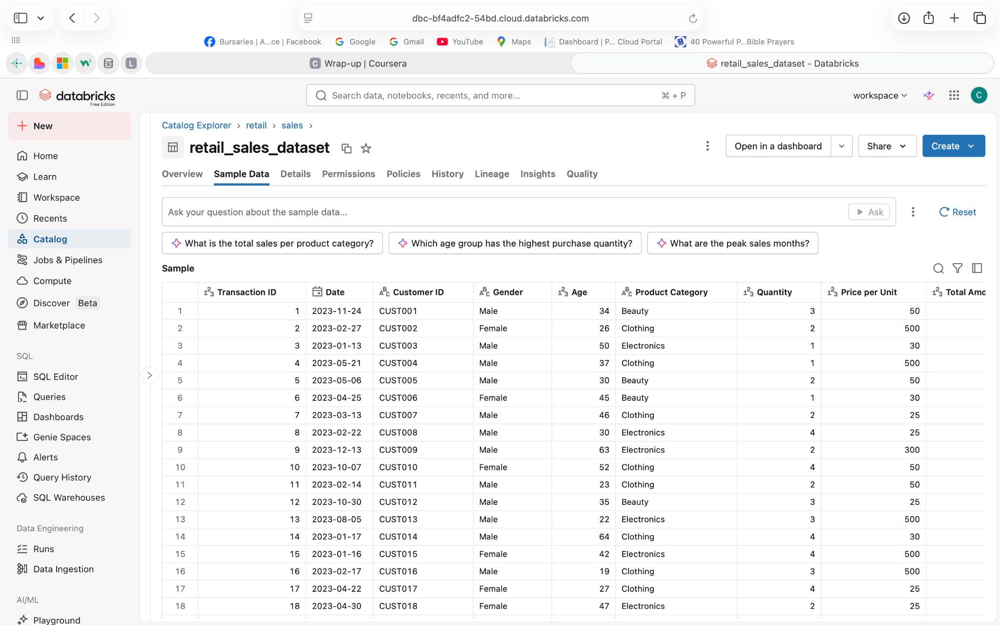 dbc-bf4adfc2-54bd.cloud.databricks.com
Bursaries | A...ce | Facebook
Google
Gmail
YouTube
Maps
Dashboard | P... Cloud Portal
40 Powerful P...Bible Prayers
L
C Wrap-up | Coursera
retail_sales_dataset - Databricks
databricks
Free Edition
Search data, notebooks, recents, and more...
⌘ + P
workspace
C
New
Home
Learn
Workspace
Recents
Catalog
Jobs & Pipelines
Compute
Discover Beta
Marketplace
SQL
SQL Editor
Queries
Dashboards
Genie Spaces
Alerts
Query History
SQL Warehouses
Data Engineering
Runs
Data Ingestion
AI/ML
Playground
Catalog Explorer > retail > sales >
retail_sales_dataset
Open in a dashboard
Share
Create
Overview Sample Data Details Permissions Policies History Lineage Insights Quality
Ask your question about the sample data...
Ask
Reset
What is the total sales per product category?
Which age group has the highest purchase quantity?
What are the peak sales months?
Sample
Transaction ID Date Customer ID Gender Age Product Category Quantity Price per Unit Total Amo
1 1 2023-11-24 CUST001 Male 34 Beauty 3 50
2 2 2023-02-27 CUST002 Female 26 Clothing 2 500
3 3 2023-01-13 CUST003 Male 50 Electronics 1 30
4 4 2023-05-21 CUST004 Male 37 Clothing 1 500
5 5 2023-05-06 CUST005 Male 30 Beauty 2 50
6 6 2023-04-25 CUST006 Female 45 Beauty 1 30
7 7 2023-03-13 CUST007 Male 46 Clothing 2 25
8 8 2023-02-22 CUST008 Male 30 Electronics 4 25
9 9 2023-12-13 CUST009 Male 63 Electronics 2 300
10 10 2023-10-07 CUST010 Female 52 Clothing 4 50
11 11 2023-02-14 CUST011 Male 23 Clothing 2 50
12 12 2023-10-30 CUST012 Male 35 Beauty 3 25
13 13 2023-08-05 CUST013 Male 22 Electronics 3 500
14 14 2023-01-17 CUST014 Male 64 Clothing 4 30
15 15 2023-01-16 CUST015 Female 42 Electronics 4 500
16 16 2023-02-17 CUST016 Male 19 Clothing 3 500
17 17 2023-04-22 CUST017 Female 27 Clothing 4 25
18 18 2023-04-30 CUST018 Female 47 Electronics 2 25